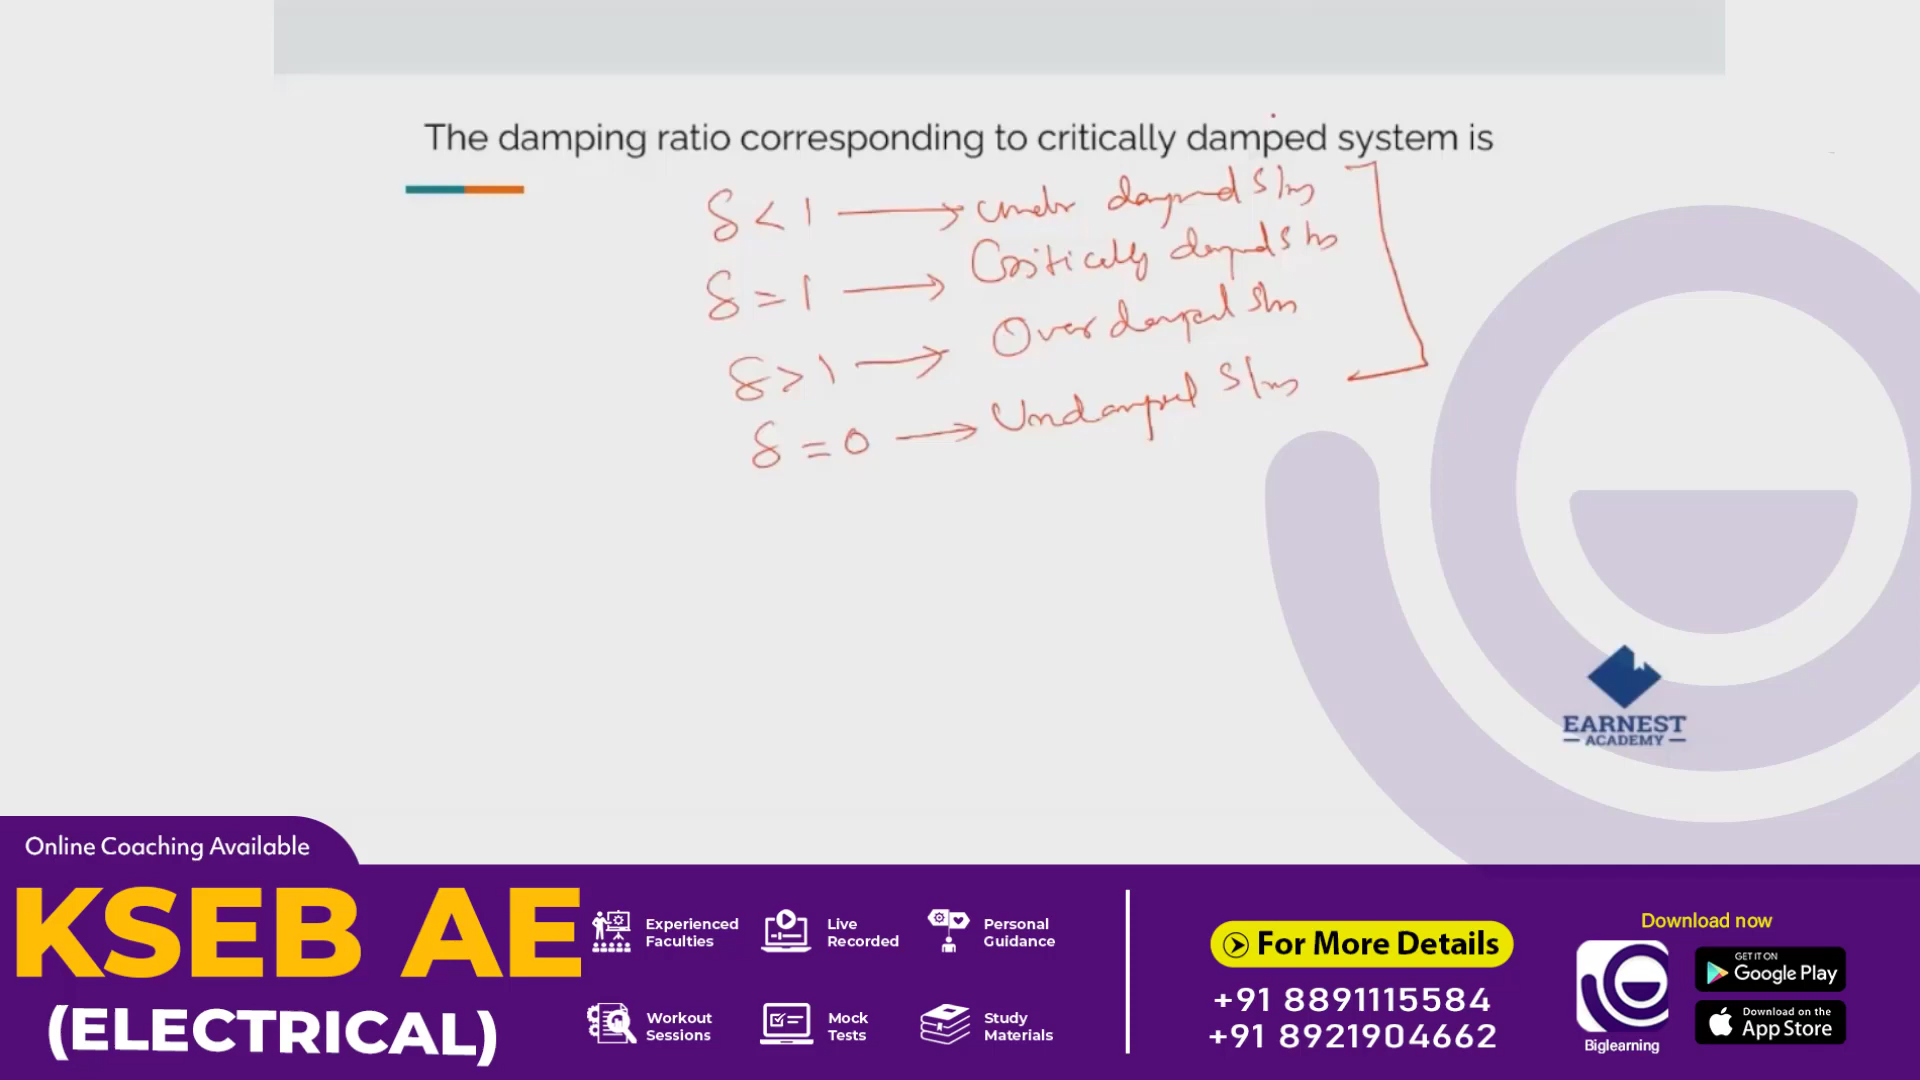 The damping ratio corresponding to critically damped system is
δ < 1 → under damped S/m
δ = 1 → Critically damped S/m
δ > 1 → Over damped S/m
δ = 0 → Undamped S/m
EARNEST
ACADEMY
Online Coaching Available
KSEB AE
(ELECTRICAL)
Experienced
Faculties
Live
Recorded
Personal
Guidance
Workout
Sessions
Mock
Tests
Study
Materials
For More Details
+91 8891115584
+91 8921904662
Download now
Biglearning
GET IT ON
Google Play
Download on the
App Store